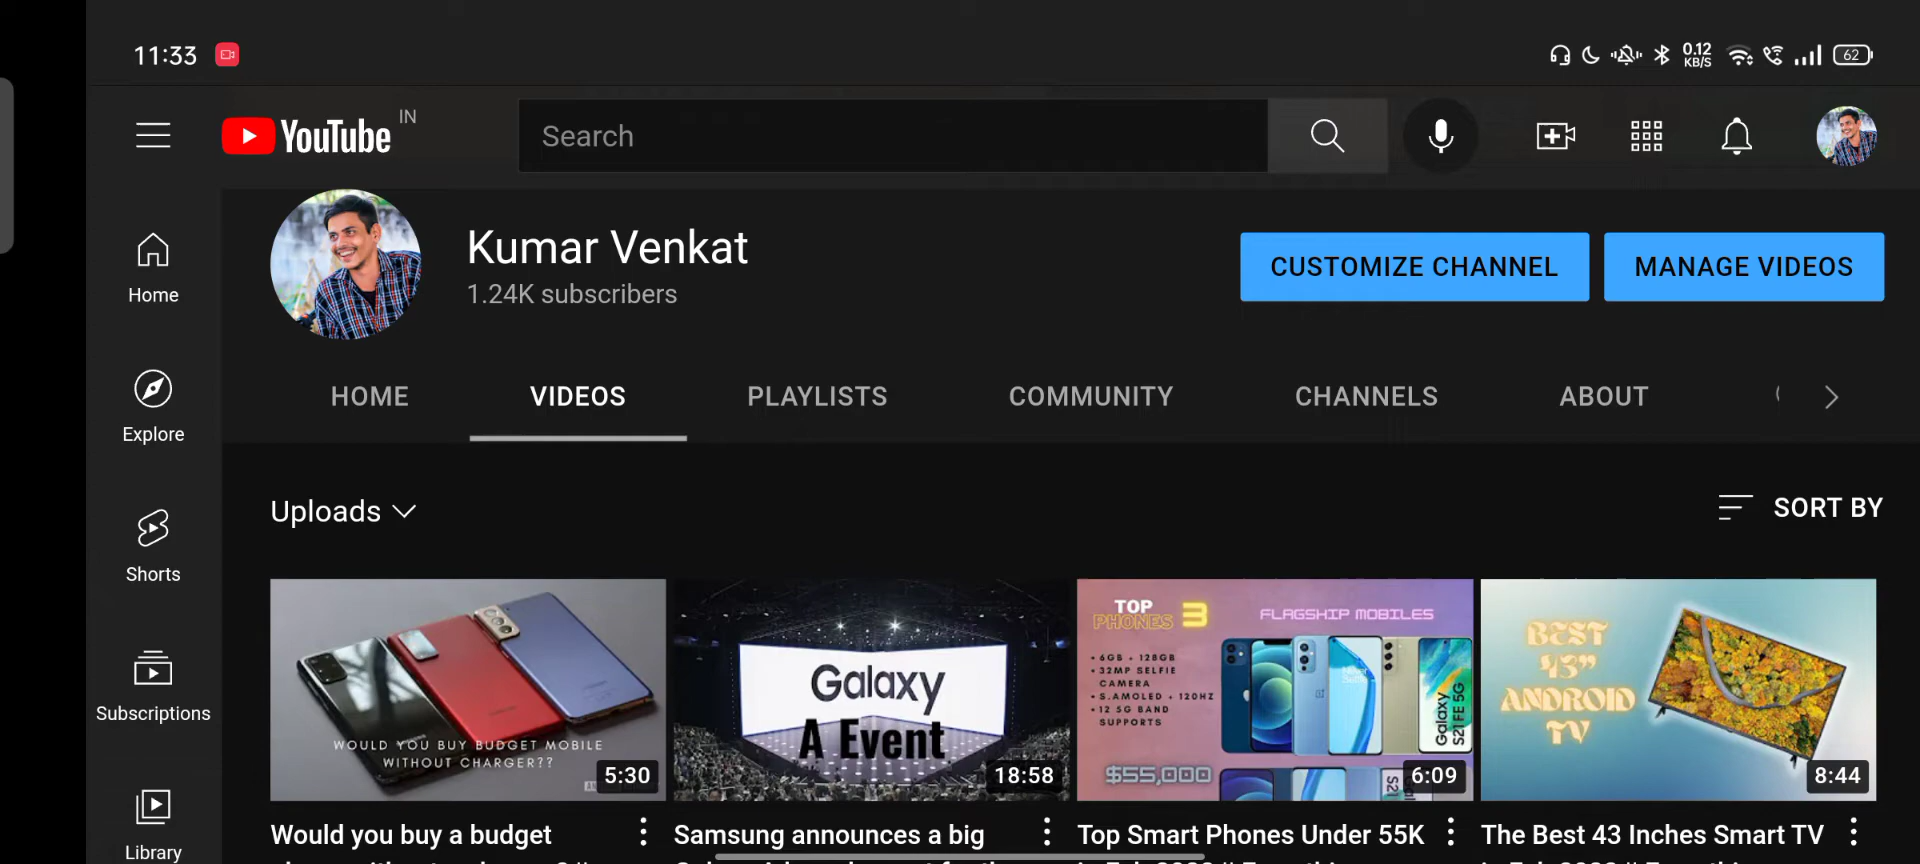 11:33
0.12
KB/S
62
YouTube IN
Search
Kumar Venkat
1.24K subscribers
CUSTOMIZE CHANNEL
MANAGE VIDEOS
Home
Explore
Shorts
Subscriptions
Library
HOME
VIDEOS
PLAYLISTS
COMMUNITY
CHANNELS
ABOUT
Uploads
SORT BY
WOULD YOU BUY BUDGET MOBILE
WITHOUT CHARGER??
5:30
Galaxy
A Event
18:58
TOP
PHONES 3
FLAGSHIP MOBILES
• 6GB + 128GB
• 32MP SELFIE
CAMERA
• S.AMOLED + 120HZ
• 12 5G BAND
SUPPORTS
Galaxy
S21 FE 5G
$55,000
6:09
BEST
43"
ANDROID
TV
8:44
Would you buy a budget
Samsung announces a big
Top Smart Phones Under 55K
The Best 43 Inches Smart TV